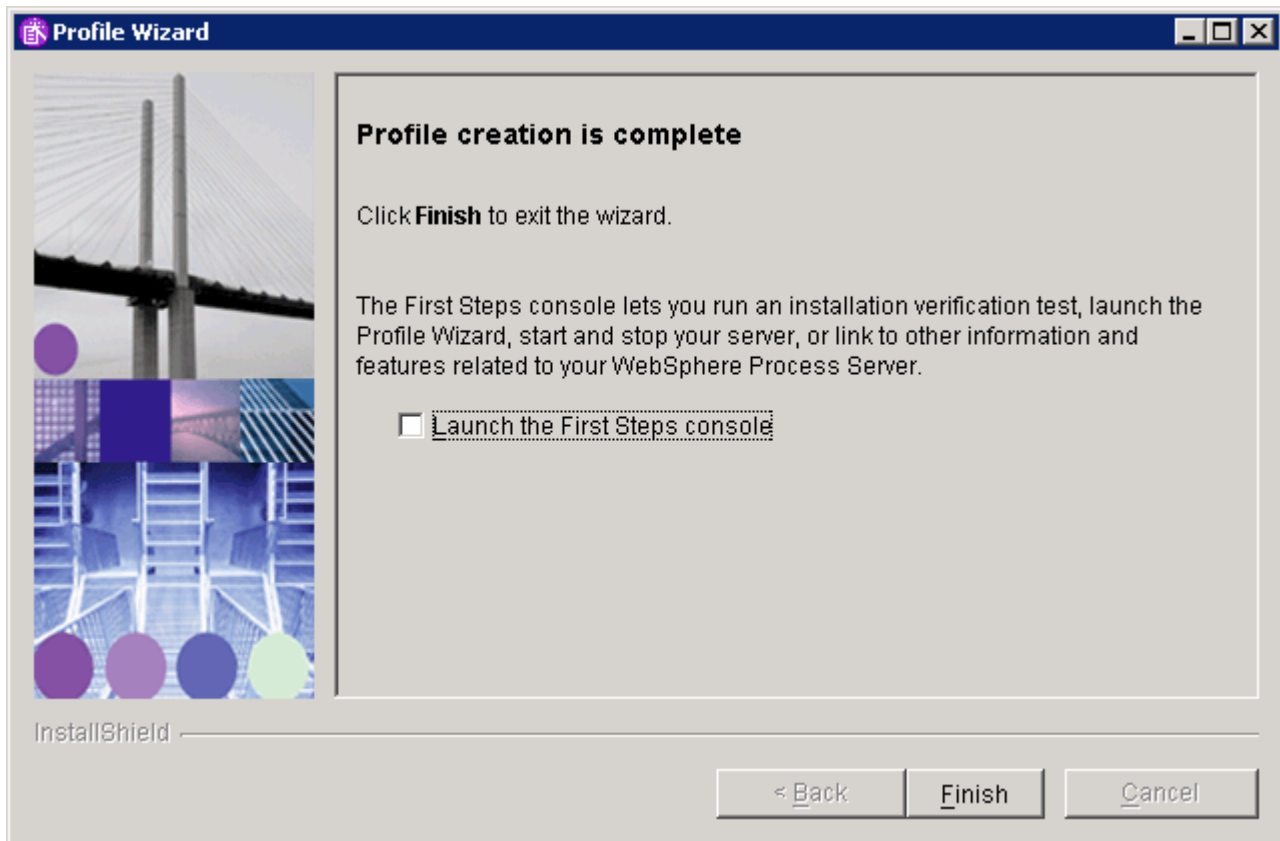 Profile Wizard
Profile creation is complete
Click Finish to exit the wizard.
The First Steps console lets you run an installation verification test, launch the
Profile Wizard, start and stop your server, or link to other information and
features related to your WebSphere Process Server.
Launch the First Steps console
InstallShield
< Back
Finish
Cancel